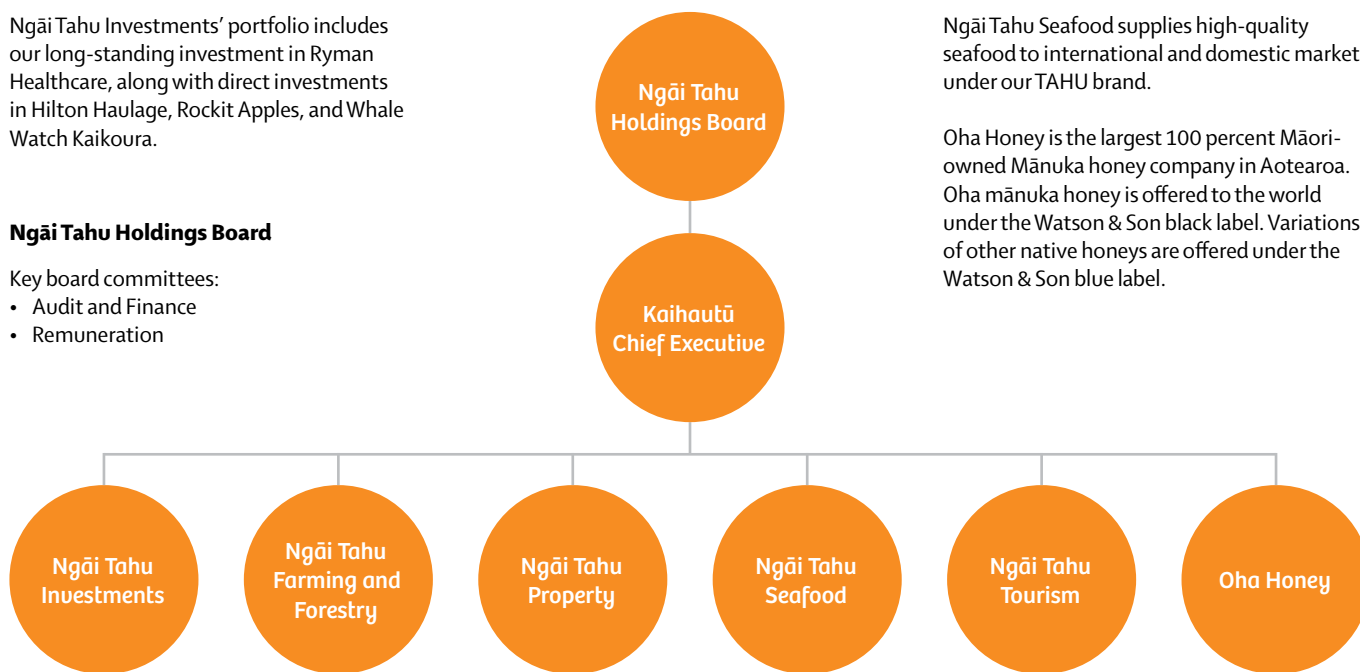 Ngāi Tahu Investments’ portfolio includes
our long-standing investment in Ryman
Healthcare, along with direct investments
in Hilton Haulage, Rockit Apples, and Whale
Watch Kaikoura.
Ngāi Tahu Holdings Board
Key board committees:
• Audit and Finance
• Remuneration
Ngāi Tahu Seafood supplies high-quality
seafood to international and domestic market
under our TAHU brand.
Oha Honey is the largest 100 percent Māori-
owned Mānuka honey company in Aotearoa.
Oha mānuka honey is offered to the world
under the Watson & Son black label. Variations
of other native honeys are offered under the
Watson & Son blue label.
Ngāi Tahu
Holdings Board
Kaihautū
Chief Executive
Ngāi Tahu
Investments
Ngāi Tahu
Farming and
Forestry
Ngāi Tahu
Property
Ngāi Tahu
Seafood
Ngāi Tahu
Tourism
Oha Honey